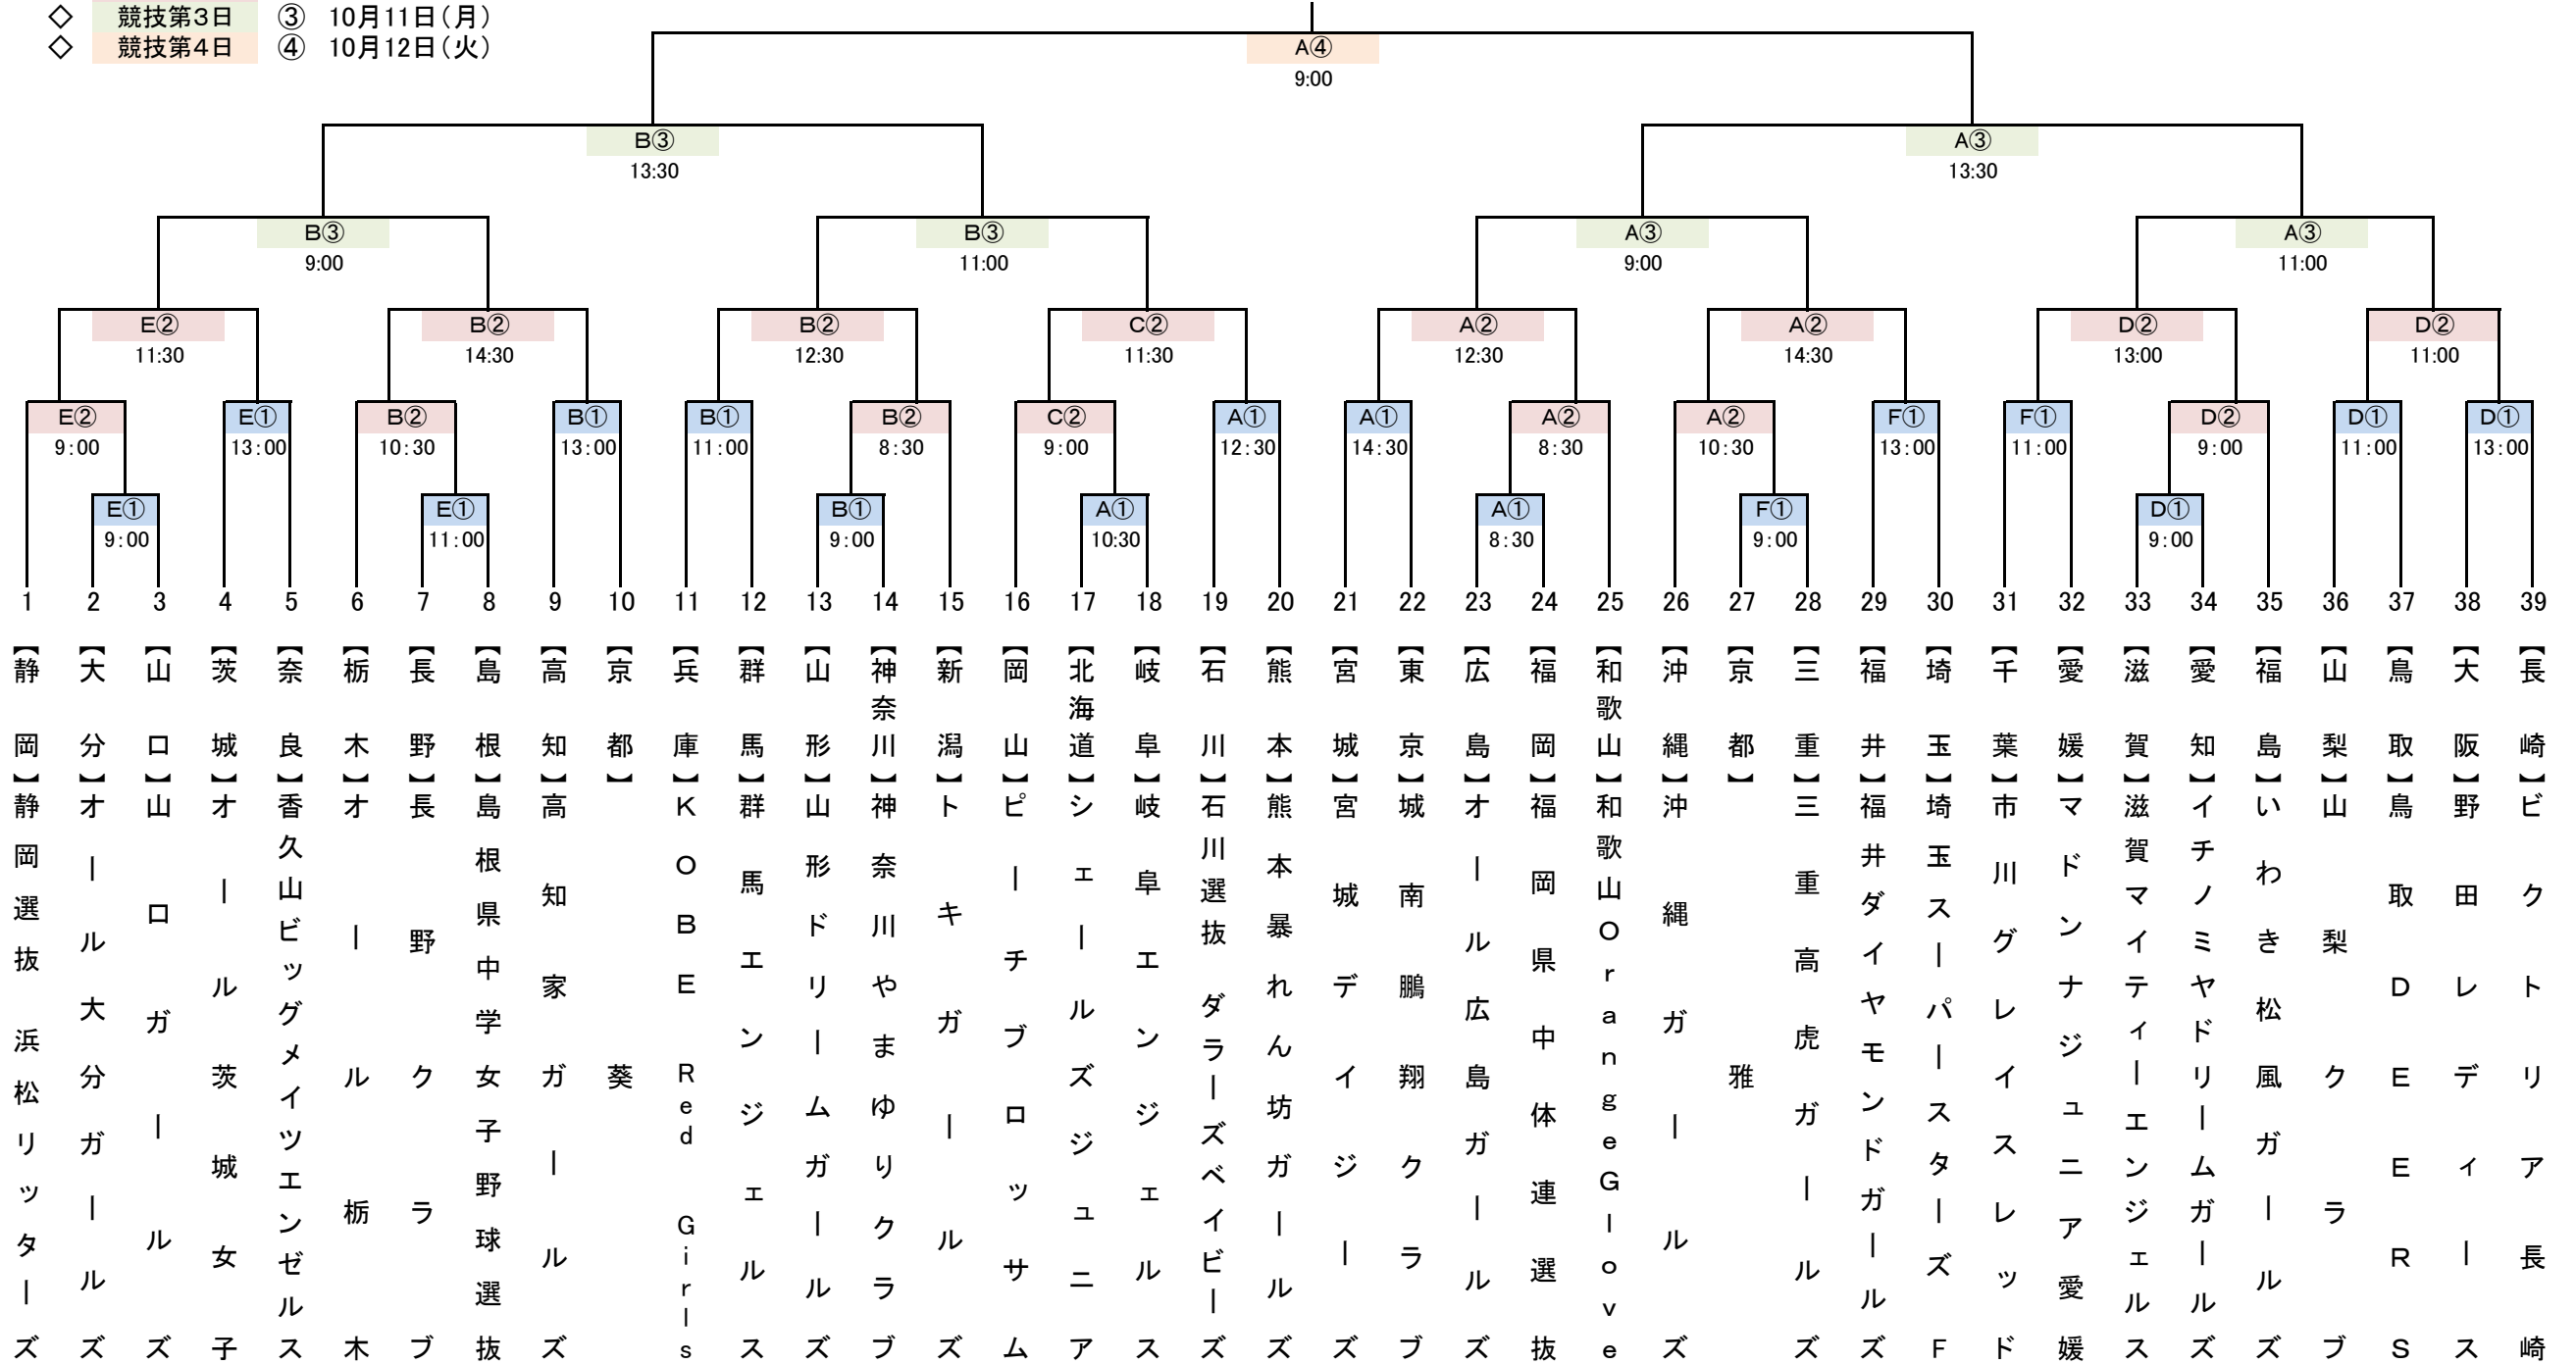 ◇ 競技第3日 ③ 10月11日(月)
◇ 競技第4日 ④ 10月12日(火)
A④
9:00
B③ A③
13:30 13:30
B③ B③ A③ A③
9:00 11:00 9:00 11:00
E② B② B② C② A② A② D② D②
11:30 14:30 12:30 11:30 12:30 14:30 13:00 11:00
E② E① B② B① B① B② C② A① A① A② A② F① F① D② D① D①
9:00 13:00 10:30 13:00 11:00 8:30 9:00 12:30 14:30 8:30 10:30 13:00 11:00 9:00 11:00 13:00
E① E① B① A① A① F① D①
9:00 11:00 9:00 10:30 8:30 9:00 9:00
1 2 3 4 5 6 7 8 9 10 11 12 13 14 15 16 17 18 19 20 21 22 23 24 25 26 27 28 29 30 31 32 33 34 35 36 37 38 39
【静岡】静岡選抜 浜松リッターズ
【大分】オール大分ガールズ
【山口】山口ガールズ
【茨城】オール茨城女子
【奈良】香久山ビッグメイツエンゼルス
【栃木】オール栃木
【長野】長野クラブ
【島根】島根県中学女子野球選抜
【高知】高知家ガールズ
【京都】葵
【兵庫】KOBE Red Girls
【群馬】群馬エンジェルス
【山形】山形ドリームガールズ
【神奈川】神奈川やまゆりクラブ
【新潟】トキガールズ
【岡山】ピーチブロッサム
【北海道】シェールズジュニア
【岐阜】岐阜エンジェルス
【石川】石川選抜 ダラーズベイビーズ
【熊本】熊本暴れん坊ガールズ
【宮城】宮城デイジーズ
【東京】城南鵬翔クラブ
【広島】オール広島ガールズ
【福岡】福岡県中体連選抜
【和歌山】和歌山OrangeGlove
【沖縄】沖縄ガールズ
【京都】雅
【三重】三重高虎ガールズ
【福井】福井ダイヤモンドガールズ
【埼玉】埼玉スーパースターズF
【千葉】市川グレイスレッド
【愛媛】マドンナジュニア愛媛
【滋賀】滋賀マイティーエンジェルス
【愛知】イチノミヤドリームガールズ
【福島】いわき松風ガールズ
【山梨】山梨クラブ
【鳥取】鳥取DEERS
【大阪】野田レディース
【長崎】ビクトリア長崎